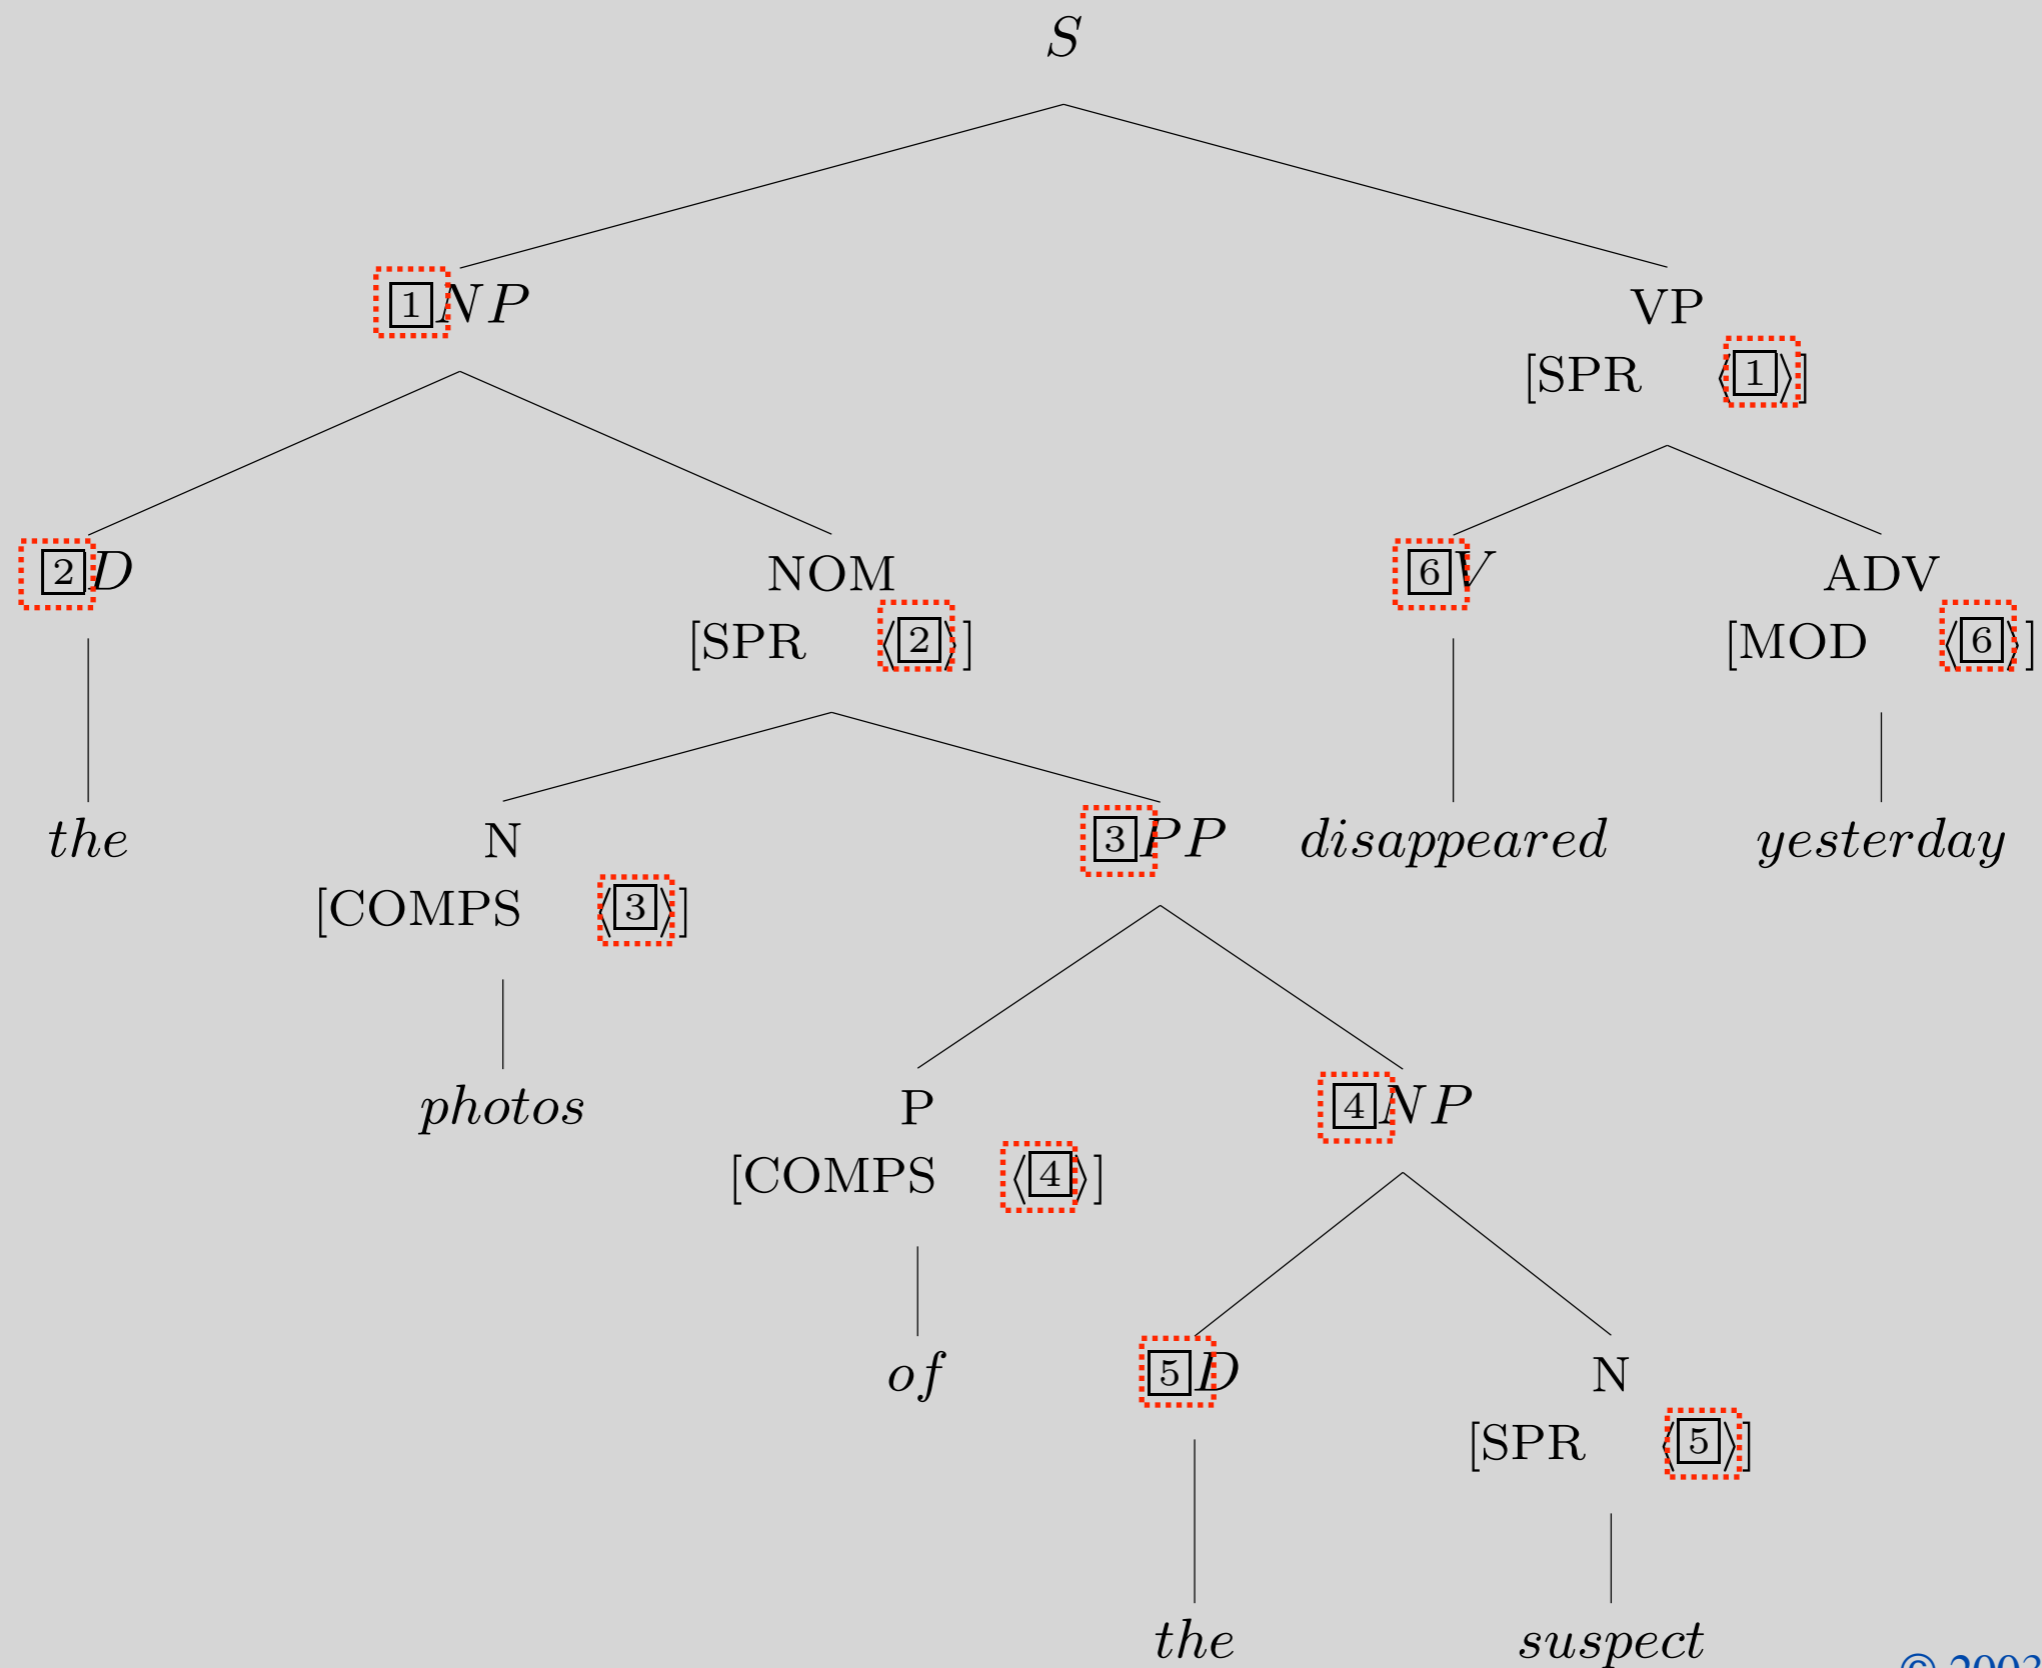 S
1 NP VP
[SPR ⟨1⟩]
2 D NOM 6 V ADV
[SPR ⟨2⟩] [MOD ⟨6⟩]
the N 3 PP disappeared yesterday
[COMPS ⟨3⟩]
photos P 4 NP
[COMPS ⟨4⟩]
of 5 D N
[SPR ⟨5⟩]
the suspect
© 2003